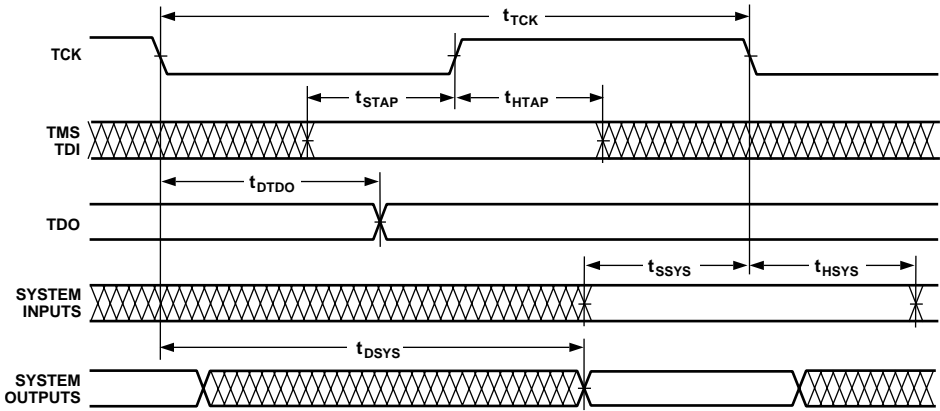 tTCK
TCK
tSTAP
tHTAP
TMS
TDI
tDTDO
TDO
tSSYS
tHSYS
SYSTEM
INPUTS
tDSYS
SYSTEM
OUTPUTS